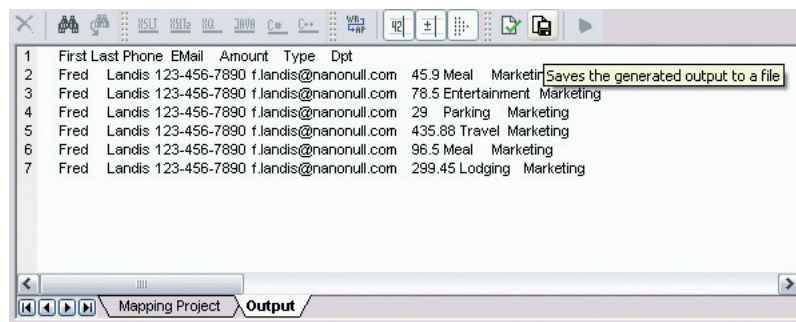 XSLT XSLT2 XQ JAVA C# C++ 42 ±
1 First Last Phone EMail Amount Type Dpt
2 Fred Landis 123-456-7890 f.landis@nanonull.com 45.9 Meal
Saves the generated output to a file
3 Fred Landis 123-456-7890 f.landis@nanonull.com 78.5 Entertainment Marketing
4 Fred Landis 123-456-7890 f.landis@nanonull.com 29 Parking Marketing
5 Fred Landis 123-456-7890 f.landis@nanonull.com 435.88 Travel Marketing
6 Fred Landis 123-456-7890 f.landis@nanonull.com 96.5 Meal Marketing
7 Fred Landis 123-456-7890 f.landis@nanonull.com 299.45 Lodging Marketing
Mapping Project Output